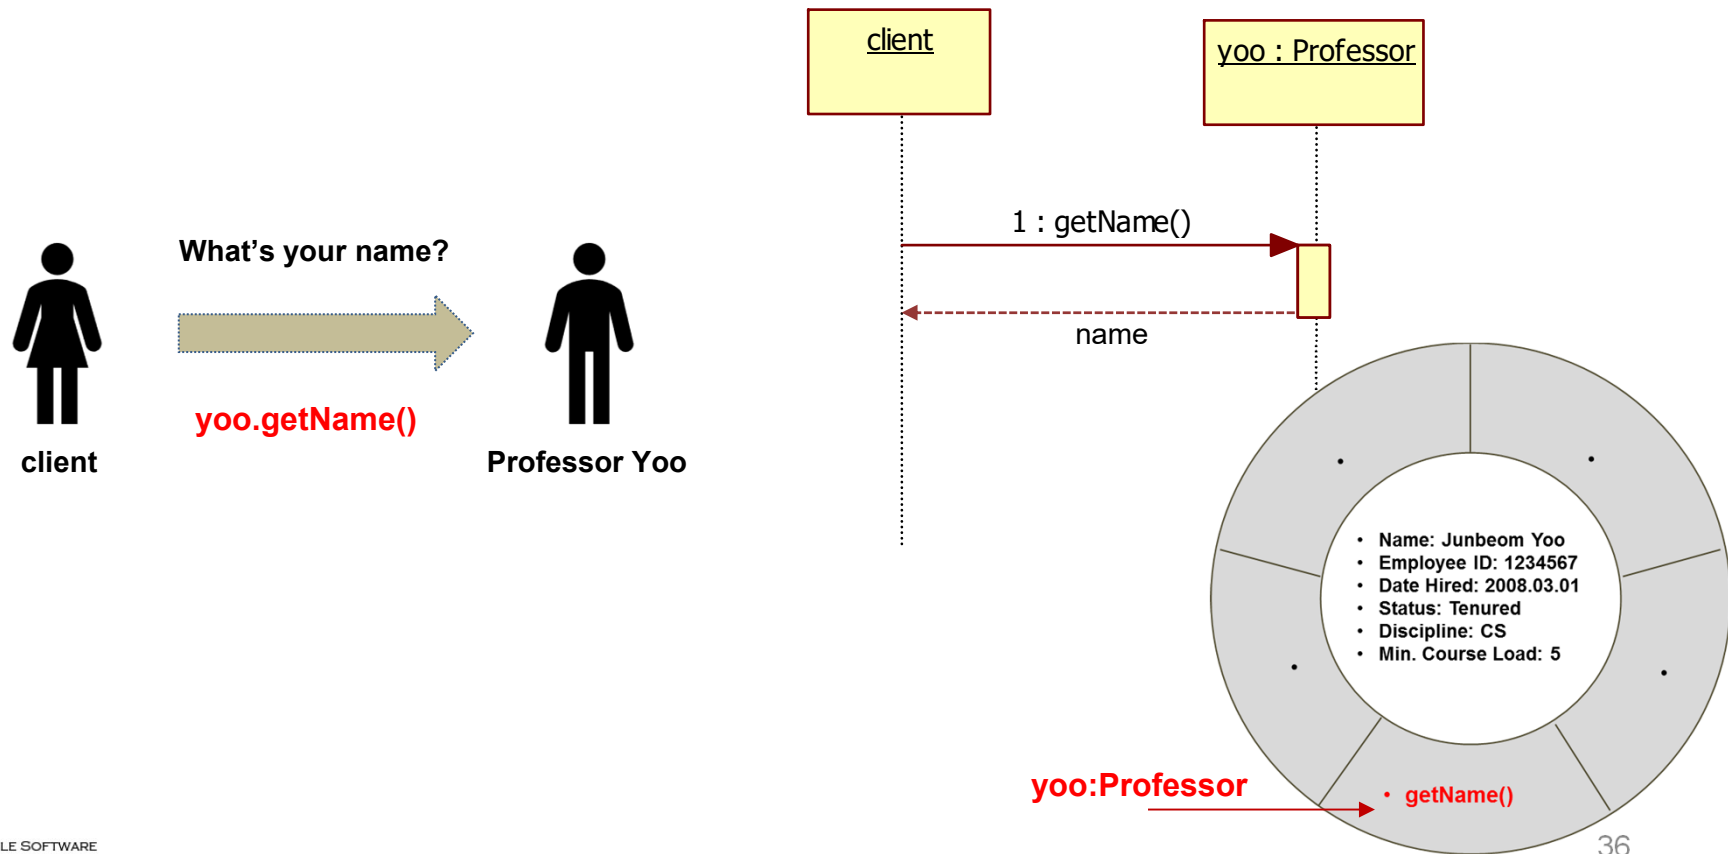 client
yoo : Professor
1 : getName()
name
What's your name?
yoo.getName()
client
Professor Yoo
• Name: Junbeom Yoo
• Employee ID: 1234567
• Date Hired: 2008.03.01
• Status: Tenured
• Discipline: CS
• Min. Course Load: 5
yoo:Professor
• getName()
LE SOFTWARE
36